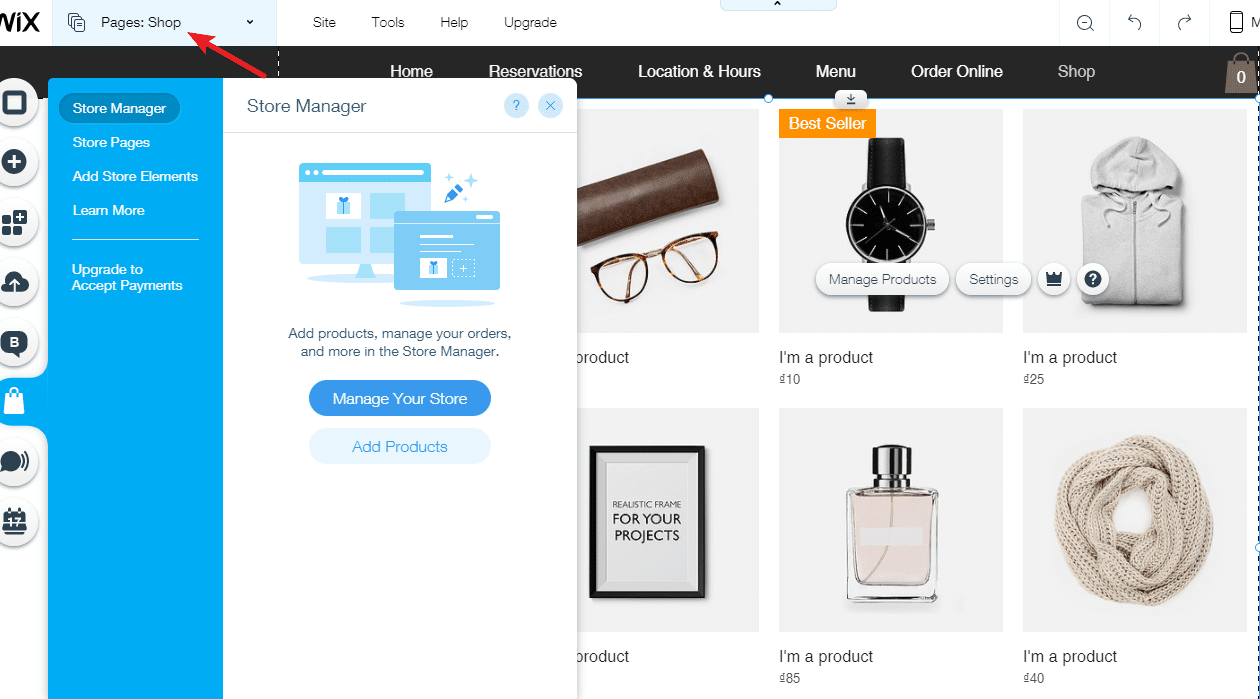 WiX
Pages: Shop
Site
Tools
Help
Upgrade
M
Home
Reservations
Location & Hours
Menu
Order Online
Shop
0
Store Manager
Store Pages
Add Store Elements
Learn More
Upgrade to
Accept Payments
B
17
Store Manager
?
Add products, manage your orders,
and more in the Store Manager.
Manage Your Store
Add Products
Best Seller
Manage Products
Settings
?
product
I'm a product
₫10
I'm a product
₫25
REALISTIC FRAME
FOR YOUR
PROJECTS
product
I'm a product
₫85
I'm a product
₫40